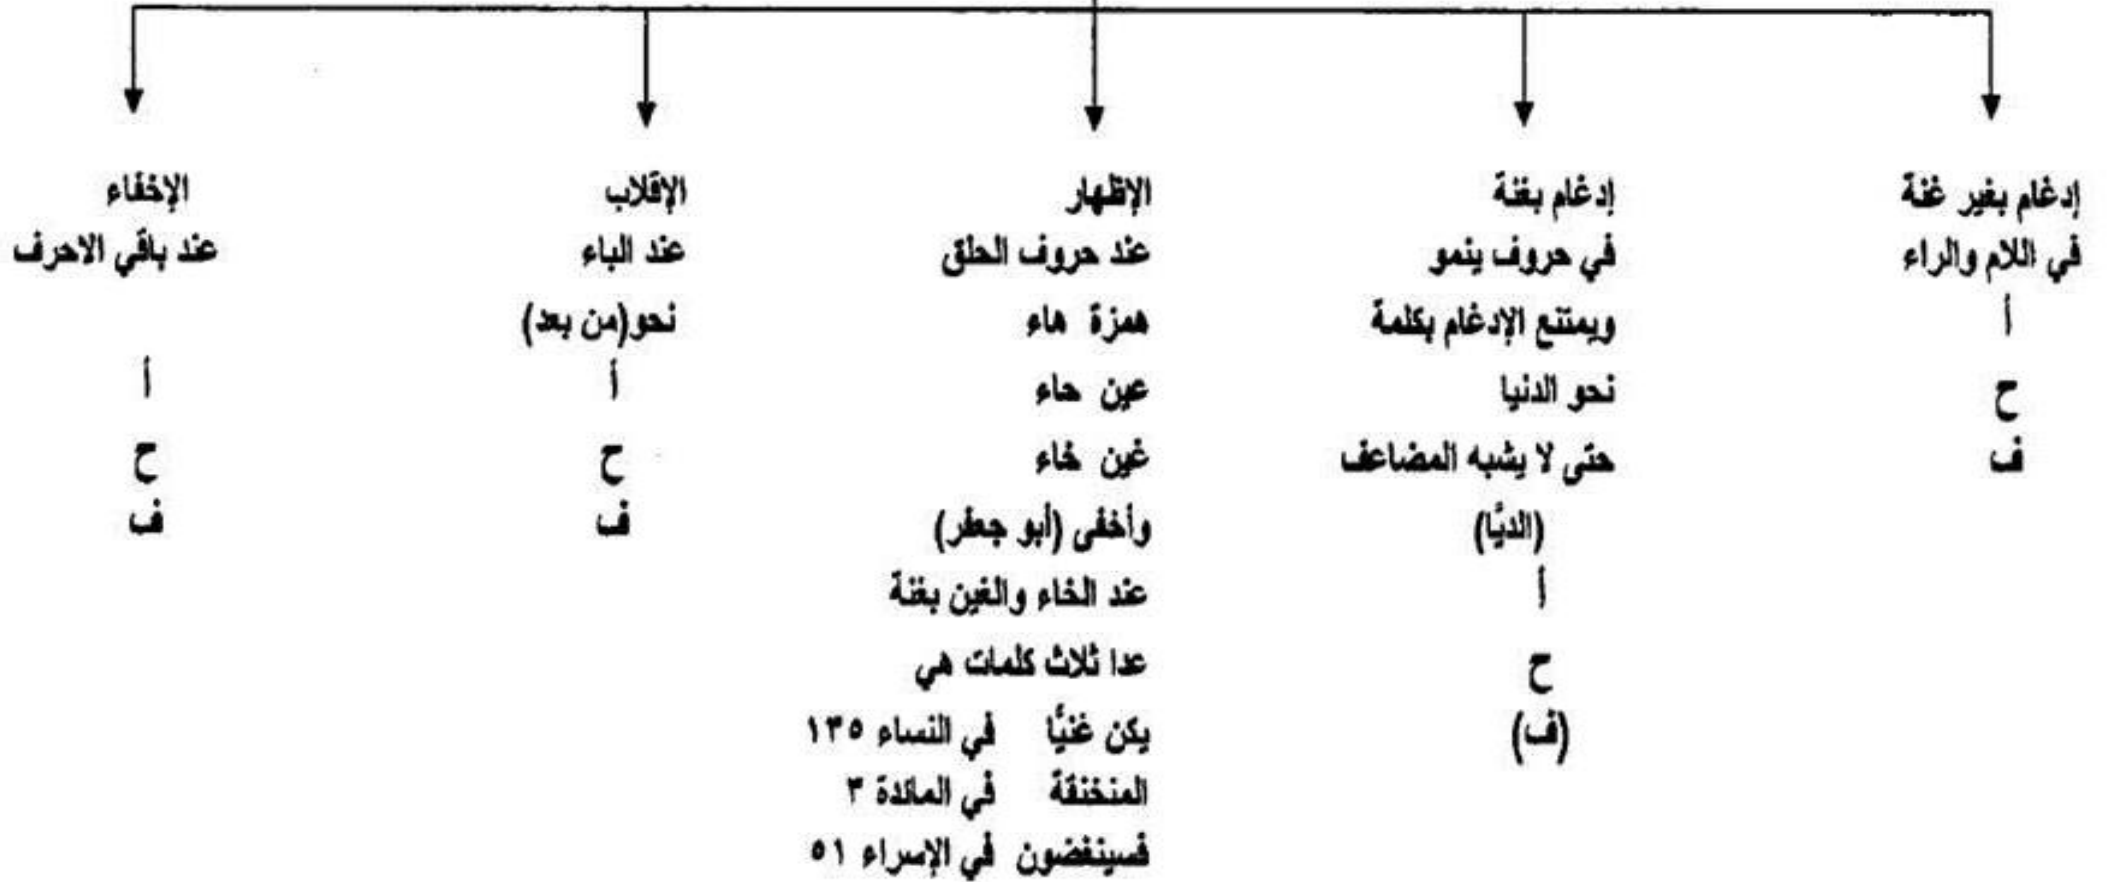 إدغام بغير غنة
في اللام والراء
أ
ح
ف
إدغام بغنة
في حروف ينمو
ويمتنع الإدغام بكلمة
نحو الدنيا
حتى لا يشبه المضاعف
(الديَّا)
أ
ح
(ف)
الإظهار
عند حروف الحلق
همزة هاء
عين حاء
غين خاء
وأخفى (أبو جعفر)
عند الخاء والغين بغنة
عدا ثلاث كلمات هي
يكن غنيًّا في النساء ١٣٥
المنخنقة في المائدة ٣
فسينغضون في الإسراء ٥١
الإقلاب
عند الباء
نحو(من بعد)
أ
ح
ف
الإخفاء
عند باقي الاحرف
أ
ح
ف